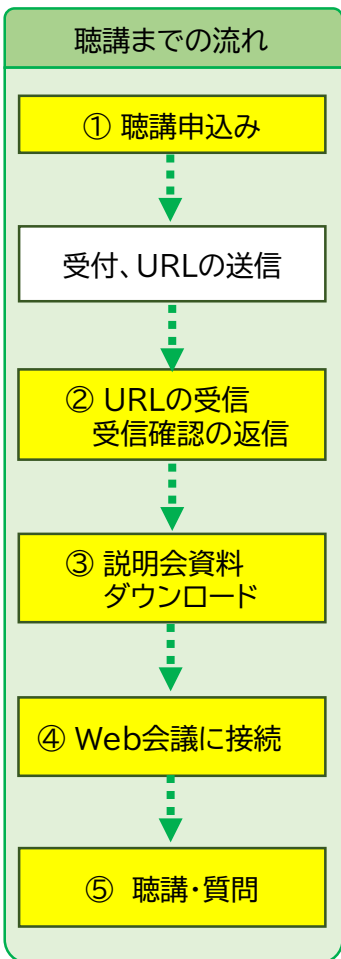 聴講までの流れ
① 聴講申込み
受付、URLの送信
② URLの受信
受信確認の返信
③ 説明会資料
ダウンロード
④ Web会議に接続
⑤ 聴講・質問